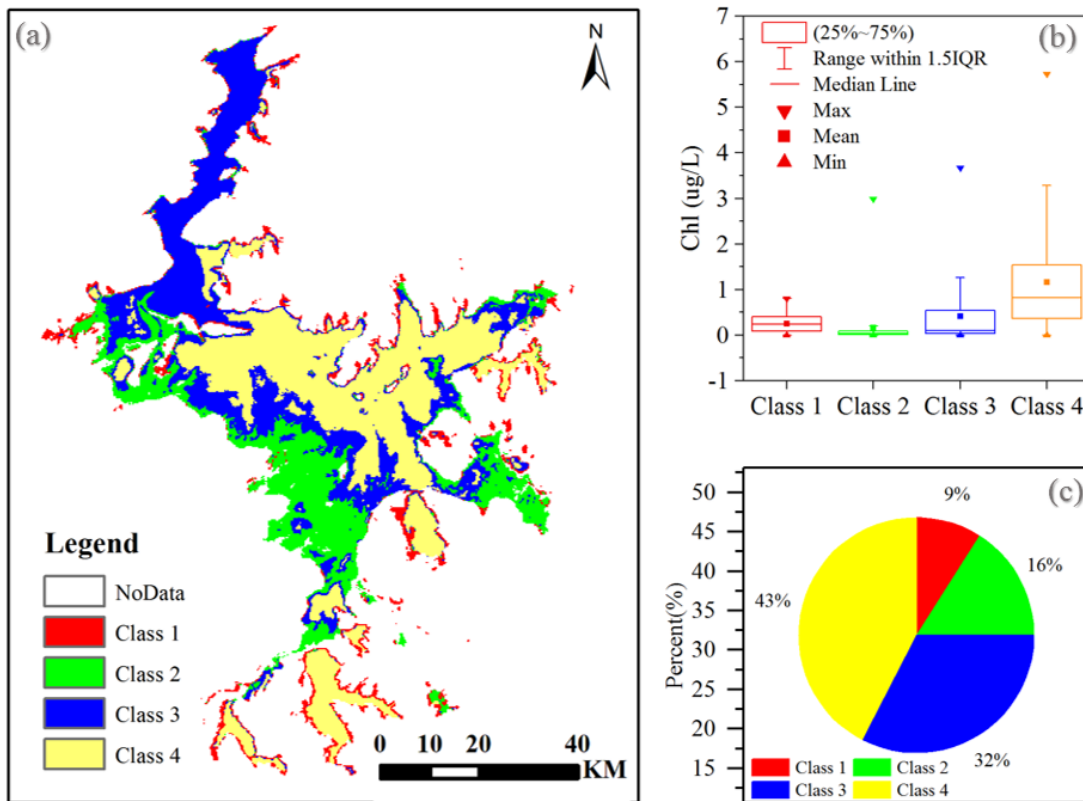 (a)
N
Legend
NoData
Class 1
Class 2
Class 3
Class 4
0 10 20 40
KM
(b)
(25%~75%)
Range within 1.5IQR
Median Line
Max
Mean
Min
Chl (ug/L)
7
6
5
4
3
2
1
0
-1
Class 1 Class 2 Class 3 Class 4
(c)
Percent(%)
50
45
40
35
30
25
20
15
9%
16%
43%
32%
Class 1 Class 2
Class 3 Class 4